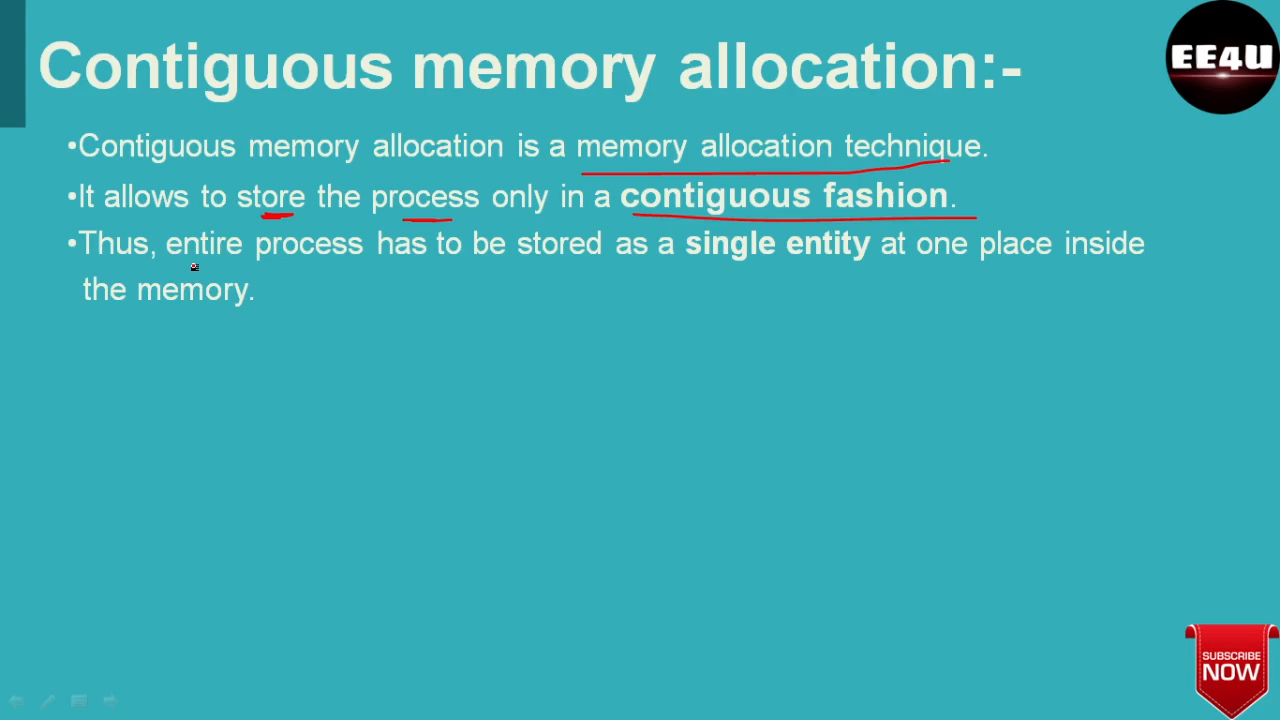 Contiguous memory allocation:-
EE4U
•Contiguous memory allocation is a memory allocation technique.
•It allows to store the process only in a contiguous fashion.
•Thus, entire process has to be stored as a single entity at one place inside
the memory.
SUBSCRIBE
NOW